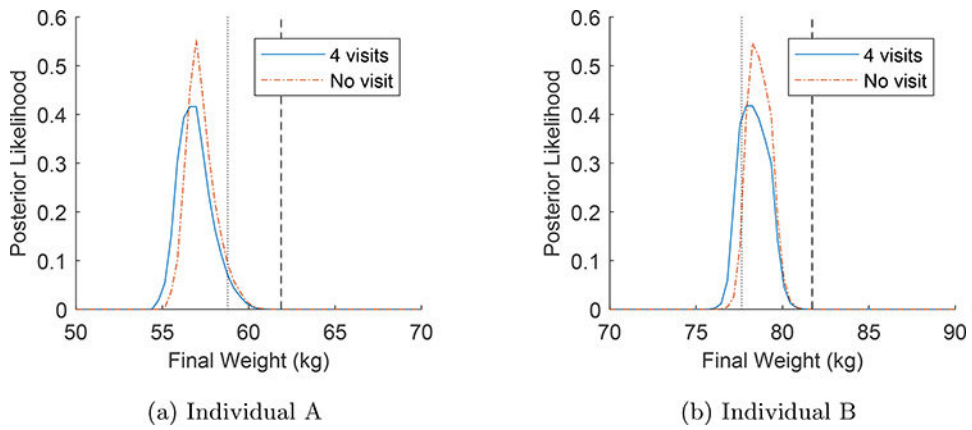 0.6
0.5
0.4
0.3
0.2
0.1
0
Posterior Likelihood
4 visits
No visit
50 55 60 65 70
Final Weight (kg)
(a) Individual A
0.6
0.5
0.4
0.3
0.2
0.1
0
Posterior Likelihood
4 visits
No visit
70 75 80 85 90
Final Weight (kg)
(b) Individual B